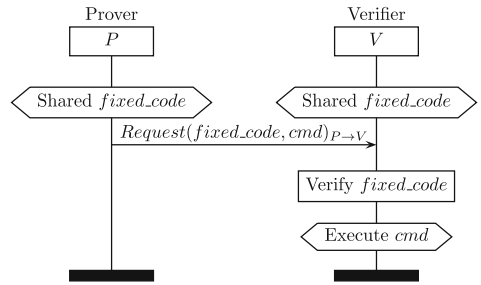 Prover Verifier
P V
Shared fixed_code Shared fixed_code
Request(fixed_code, cmd)P→V
Verify fixed_code
Execute cmd